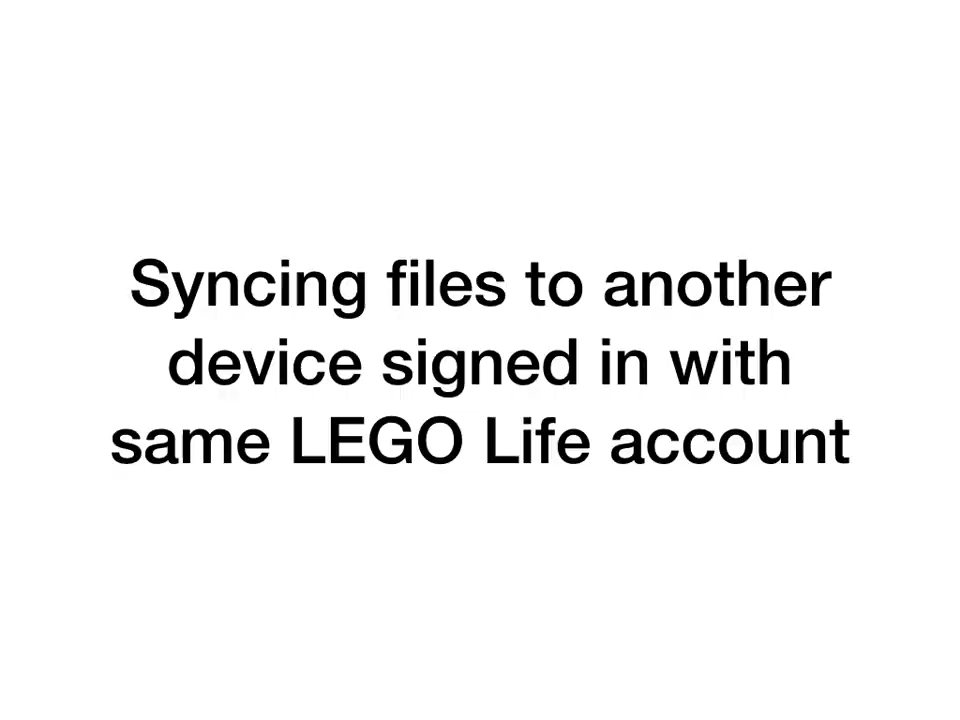 Syncing files to another
device signed in with
same LEGO Life account